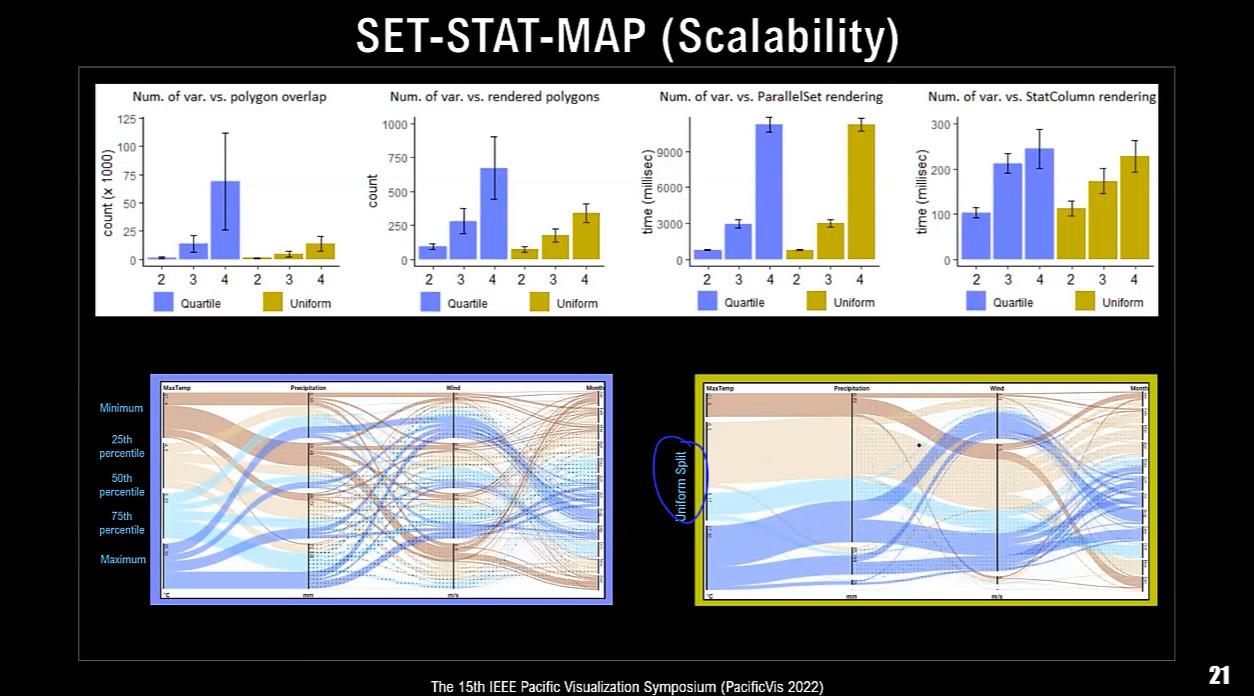 SET-STAT-MAP (Scalability)
Num. of var. vs. polygon overlap
count (x 1000)
125
100
75
50
25
0
2 3 4 2 3 4
Quartile Uniform
Num. of var. vs. rendered polygons
count
1000
750
500
250
0
2 3 4 2 3 4
Quartile Uniform
Num. of var. vs. ParallelSet rendering
time (millisec)
9000
6000
3000
0
2 3 4 2 3 4
Quartile Uniform
Num. of var. vs. StatColumn rendering
time (millisec)
300
200
100
0
2 3 4 2 3 4
Quartile Uniform
Minimum
25th
percentile
50th
percentile
75th
percentile
Maximum
MaxTemp Precipitation Wind Month
°C mm m/s
Uniform Split
MaxTemp Precipitation Wind Month
°C mm m/s
The 15th IEEE Pacific Visualization Symposium (PacificVis 2022)
21